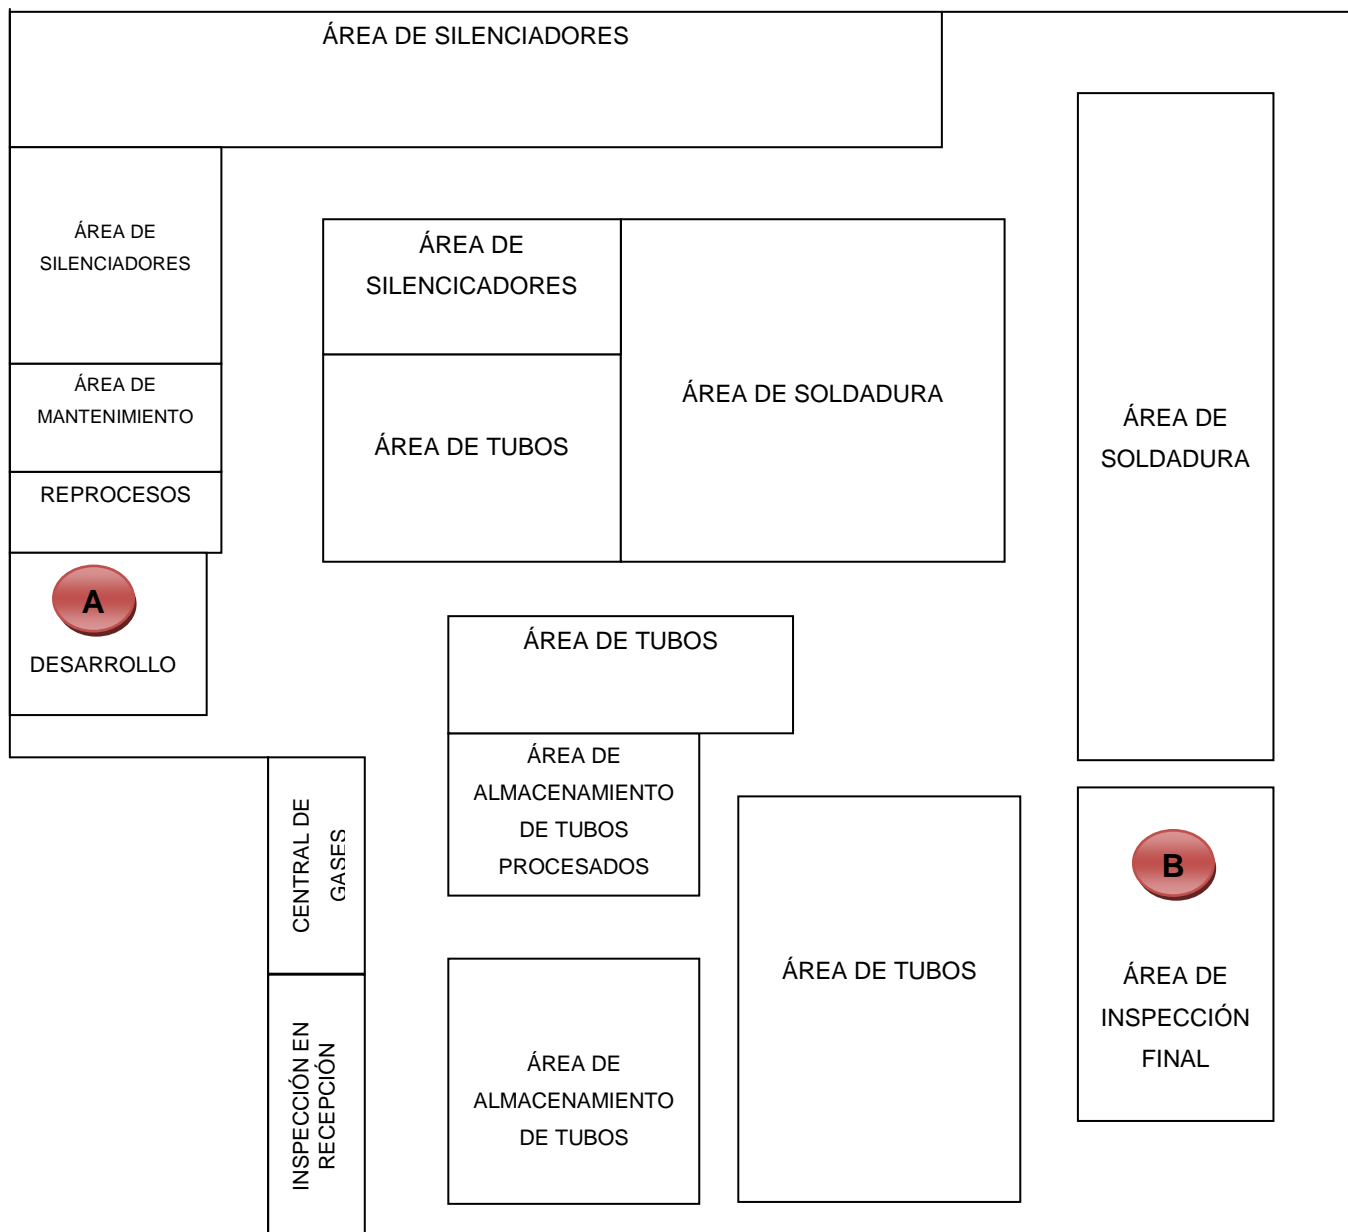 ÁREA DE SILENCIADORES
ÁREA DE
SILENCIADORES
ÁREA DE
SILENCICADORES
ÁREA DE
MANTENIMIENTO
ÁREA DE SOLDADURA
ÁREA DE
SOLDADURA
ÁREA DE TUBOS
REPROCESOS
A
DESARROLLO
ÁREA DE TUBOS
ÁREA DE
ALMACENAMIENTO
DE TUBOS
PROCESADOS
CENTRAL DE
GASES
B
ÁREA DE
INSPECCIÓN
FINAL
ÁREA DE TUBOS
INSPECCIÓN EN
RECEPCIÓN
ÁREA DE
ALMACENAMIENTO
DE TUBOS